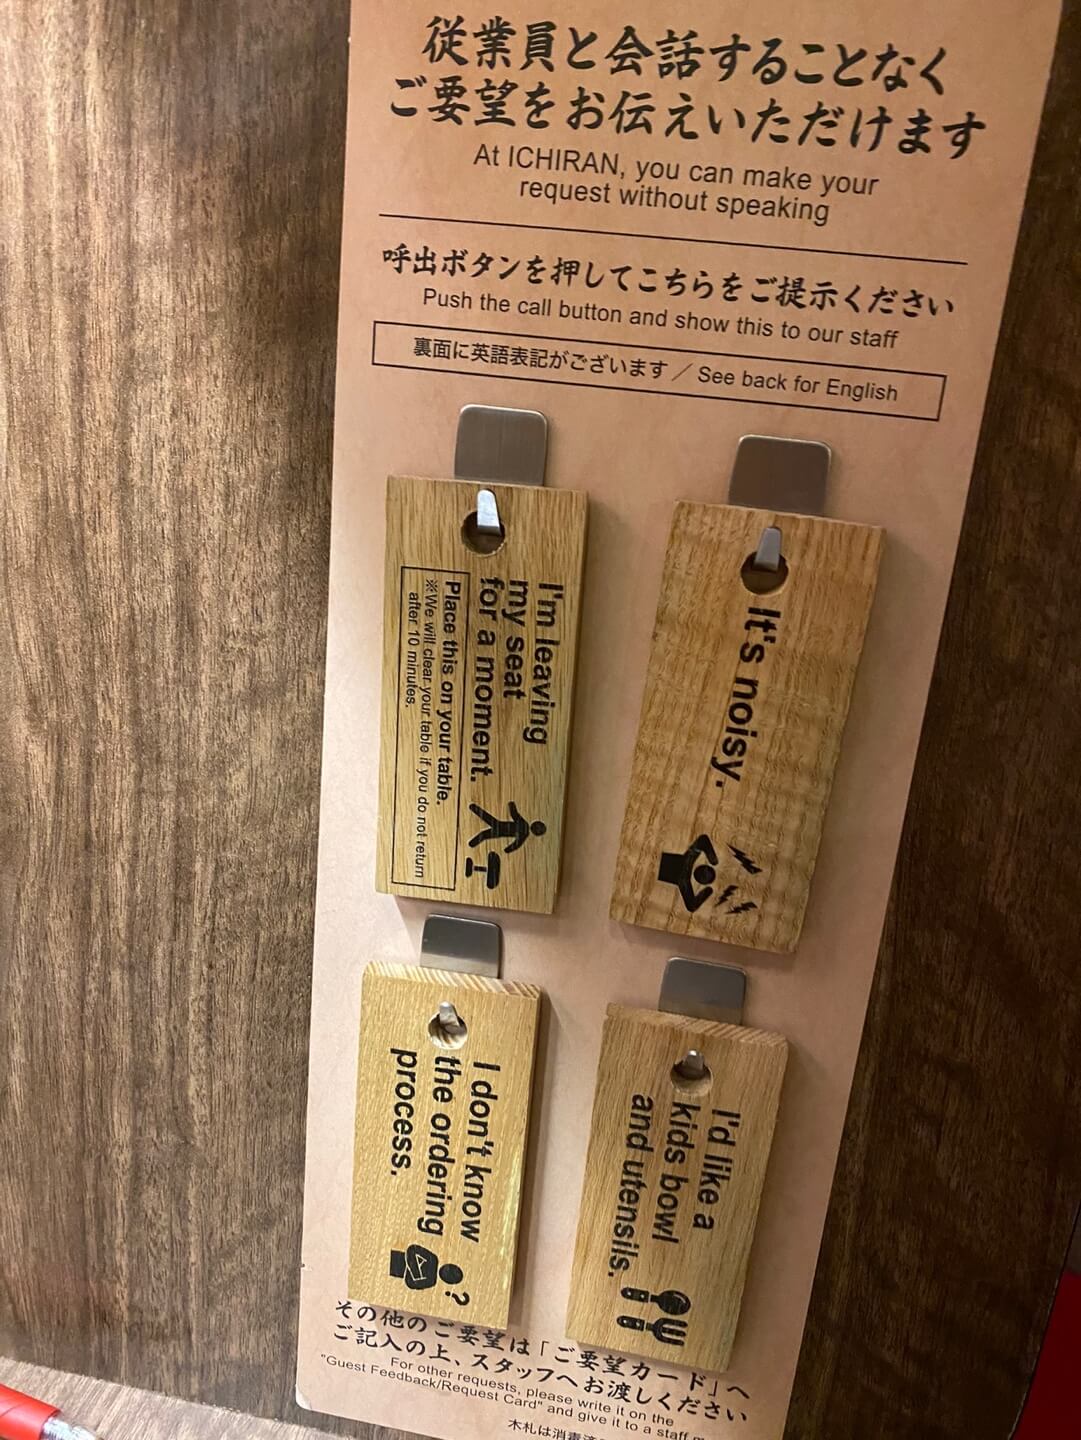 従業員と会話することなく
ご要望をお伝えいただけます
At ICHIRAN, you can make your
request without speaking
呼出ボタンを押してこちらをご提示ください
Push the call button and show this to our staff
裏面に英語表記がございます／See back for English
I'm leaving
my seat
for a moment.
Place this on your table.
※We will clear your table if you do not return
after 10 minutes.
It's noisy.
I don't know
the ordering
process.
?
I'd like a
kids bowl
and utensils.
その他のご要望は「ご要望カード」へ
ご記入の上、スタッフへお渡しください
For other requests, please write it on the
"Guest Feedback/Request Card" and give it to a staff
木札は消毒